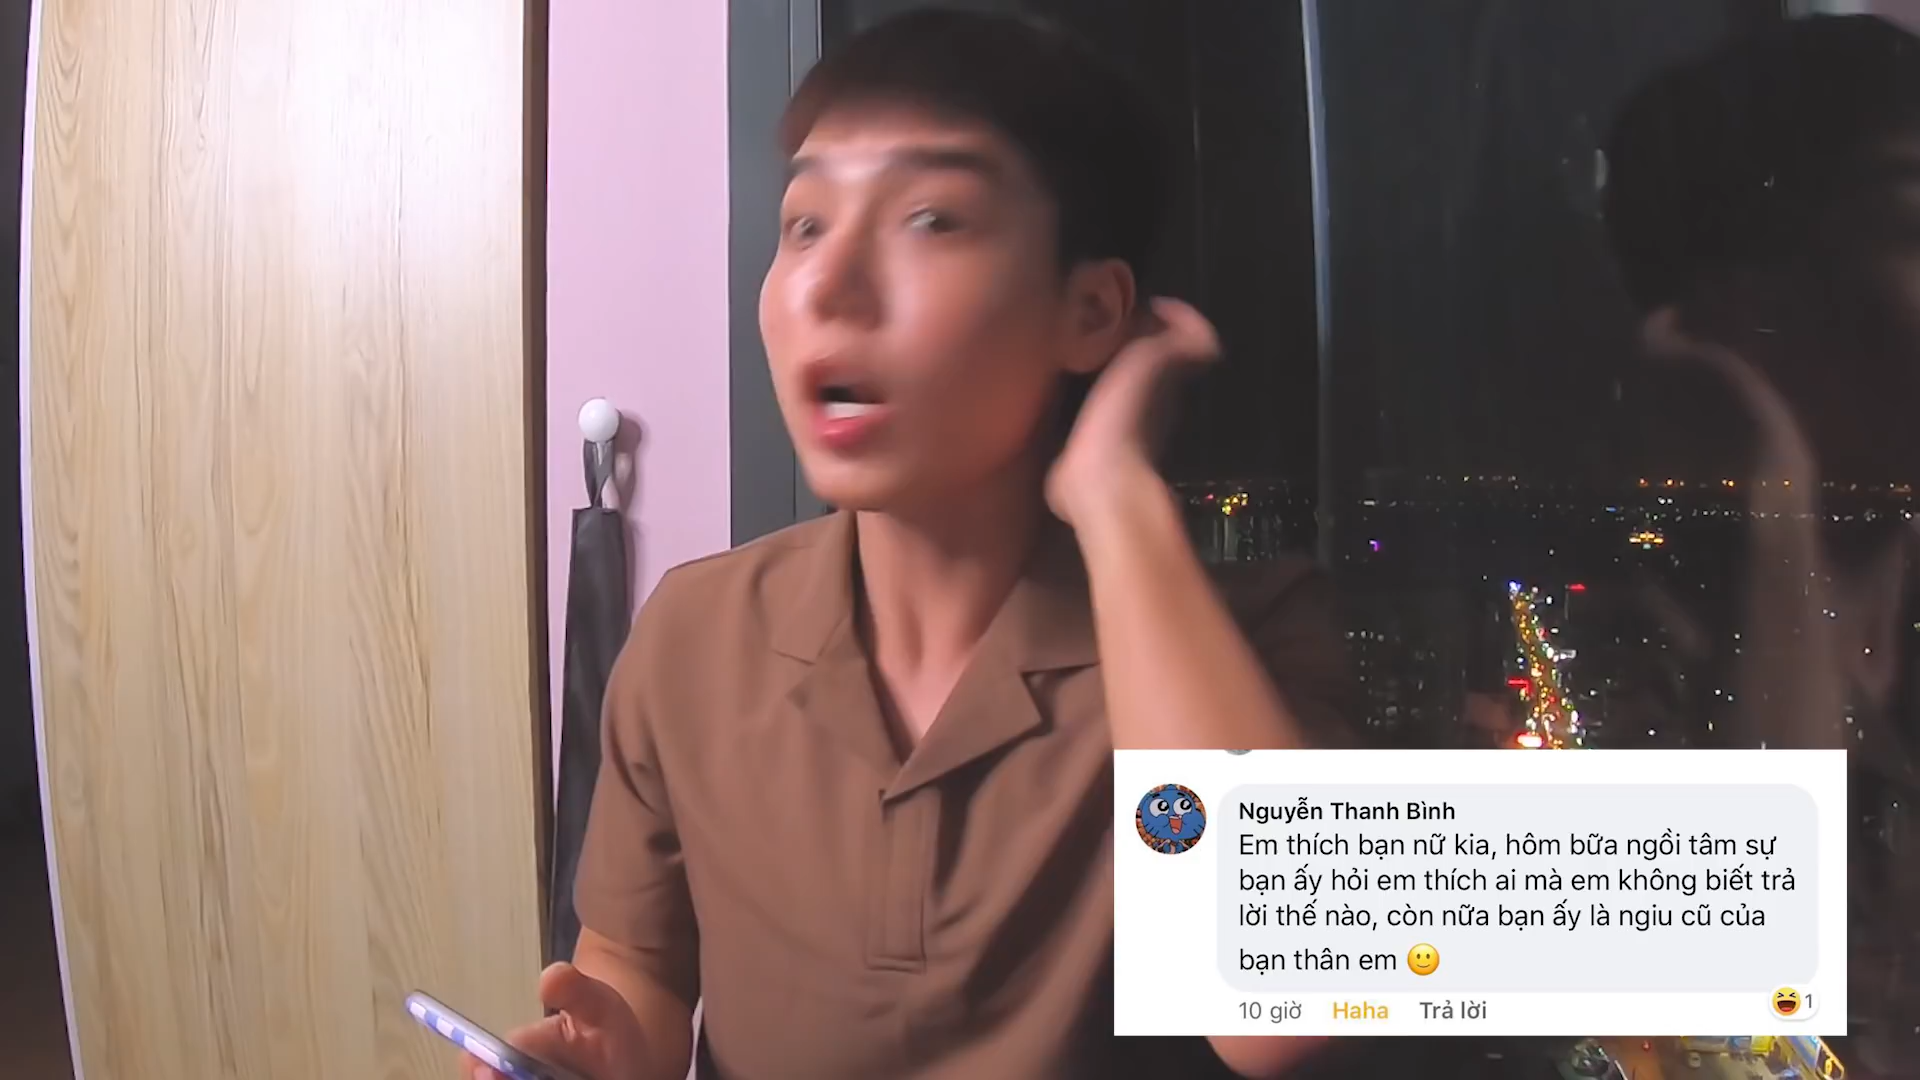 Nguyễn Thanh Bình
Em thích bạn nữ kia, hôm bữa ngồi tâm sự
bạn ấy hỏi em thích ai mà em không biết trả
lời thế nào, còn nữa bạn ấy là ngiu cũ của
bạn thân em 🙂
10 giờ Haha Trả lời 1